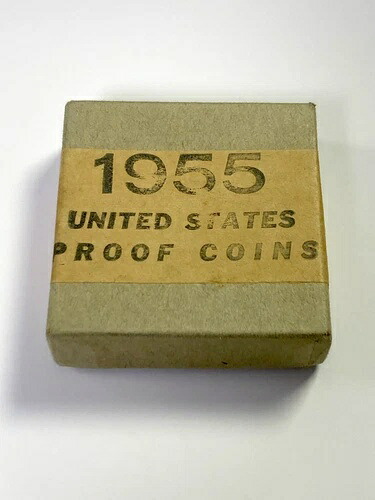 1955
UNITED STATES
PROOF COINS